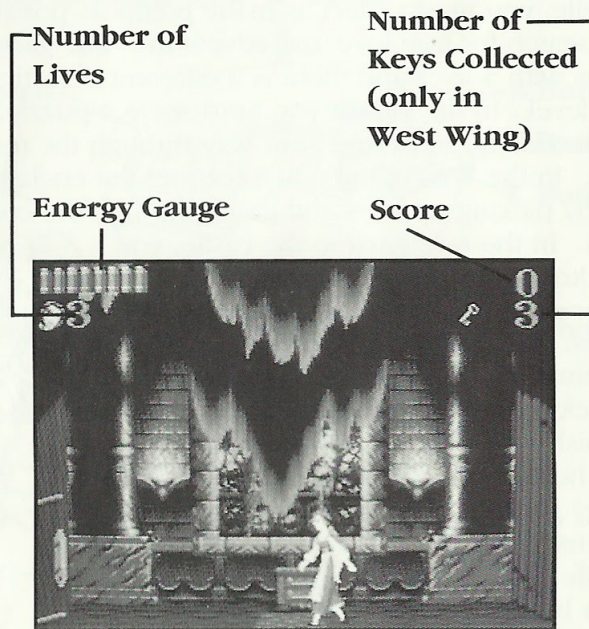 Number of
Lives
Number of
Keys Collected
(only in
West Wing)
Energy Gauge
Score
0
3
3